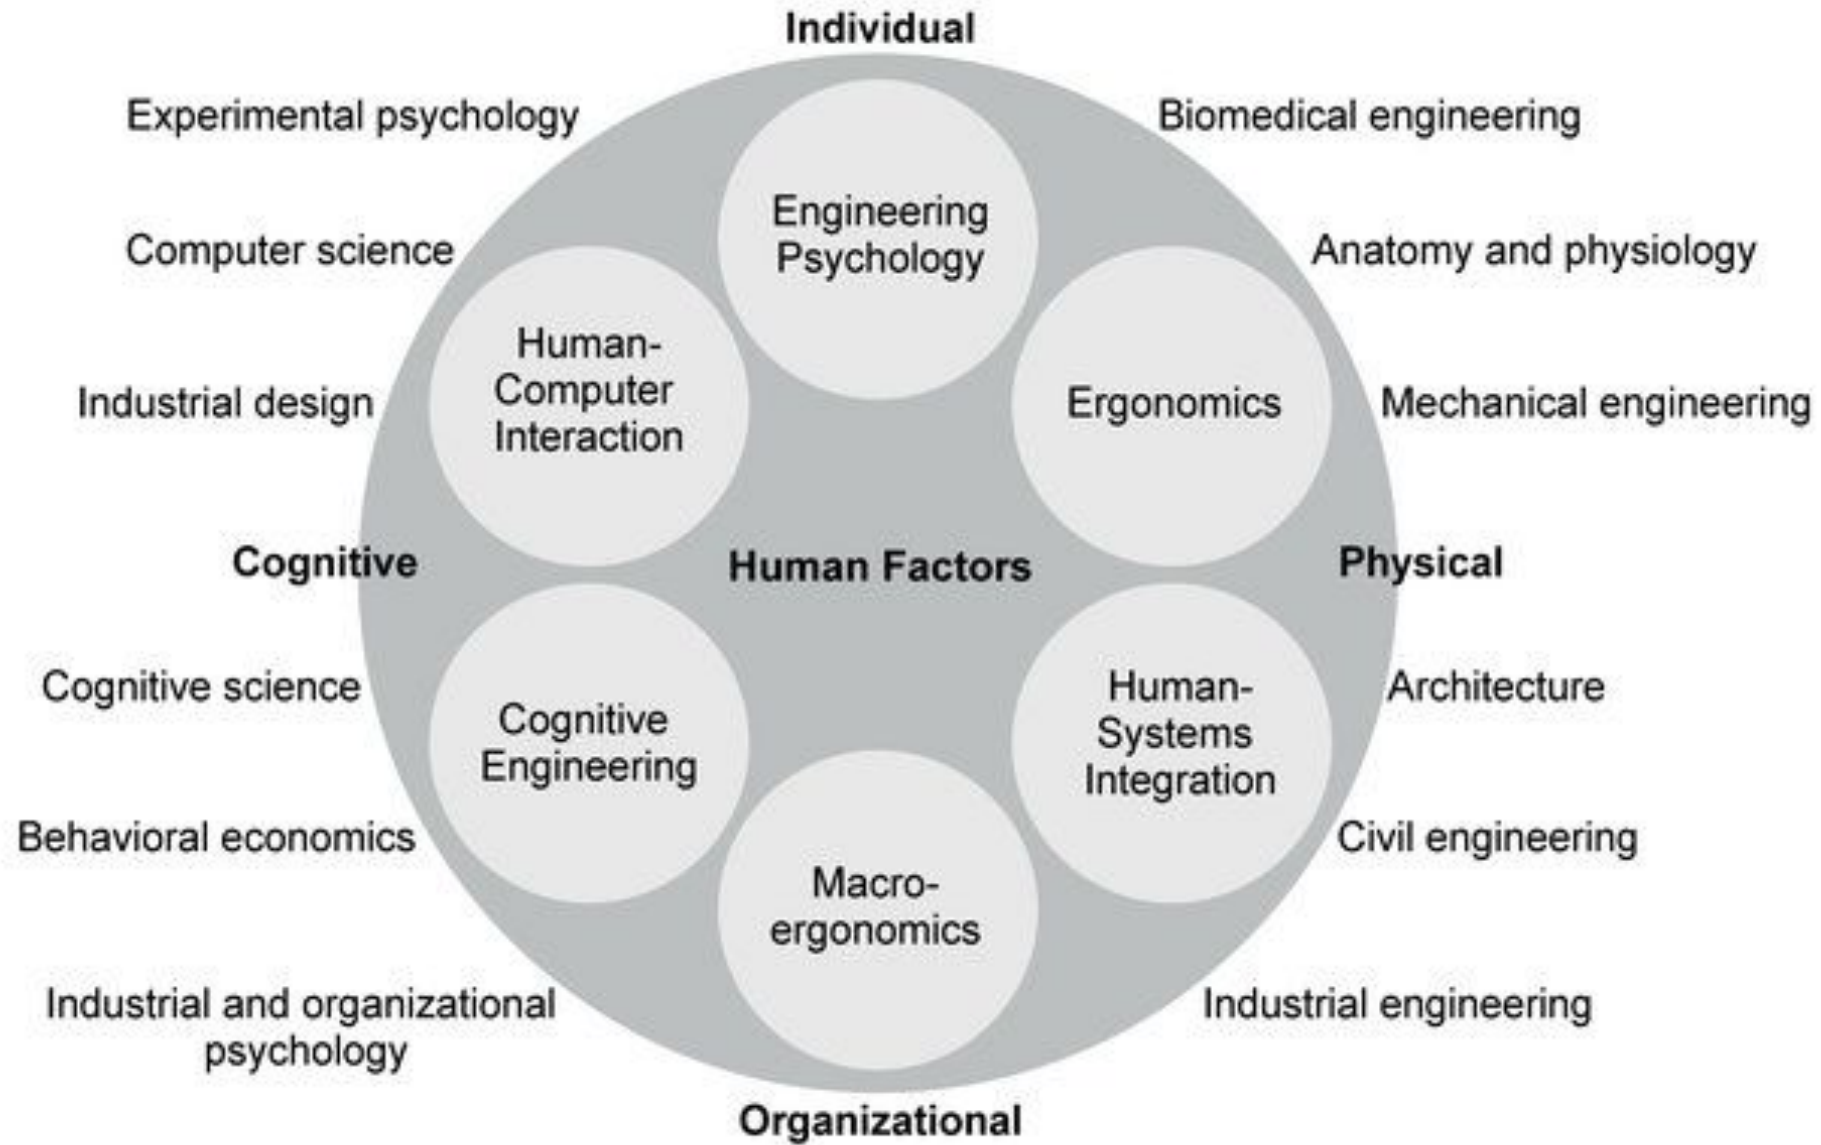 Individual
Experimental psychology
Biomedical engineering
Engineering
Psychology
Computer science
Anatomy and physiology
Human-
Computer
Interaction
Industrial design
Ergonomics
Mechanical engineering
Cognitive
Human Factors
Physical
Cognitive science
Cognitive
Engineering
Human-
Systems
Integration
Architecture
Behavioral economics
Civil engineering
Macro-
ergonomics
Industrial and organizational
psychology
Industrial engineering
Organizational